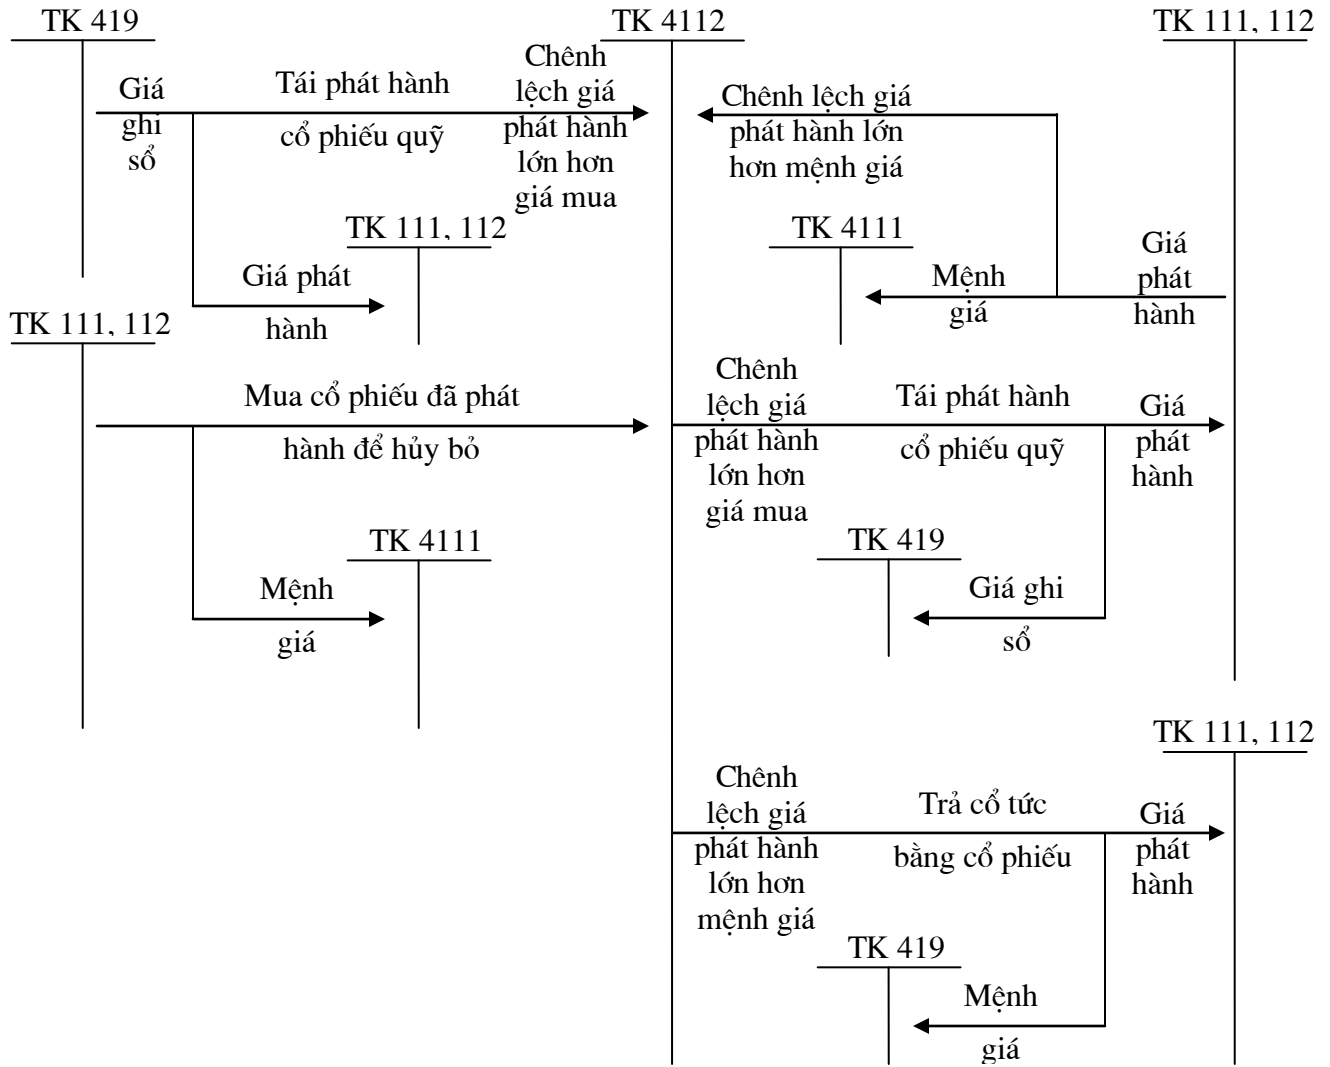 TK 419
TK 4112
TK 111, 112
Giá
ghi
sổ
Tái phát hành
cổ phiếu quỹ
Chênh
lệch giá
phát hành
lớn hơn
giá mua
Chênh lệch giá
phát hành lớn
hơn mệnh giá
TK 111, 112
Giá phát
hành
TK 4111
Mệnh
giá
Giá
phát
hành
TK 111, 112
Mua cổ phiếu đã phát
hành để hủy bỏ
Chênh
lệch giá
phát hành
lớn hơn
giá mua
Tái phát hành
cổ phiếu quỹ
Giá
phát
hành
TK 4111
Mệnh
giá
TK 419
Giá ghi
sổ
TK 111, 112
Chênh
lệch giá
phát hành
lớn hơn
mệnh giá
Trả cổ tức
bằng cổ phiếu
Giá
phát
hành
TK 419
Mệnh
giá